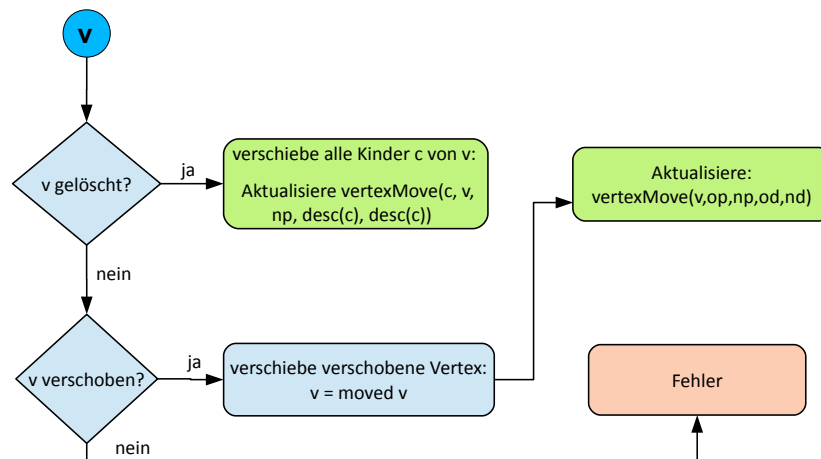 v
v gelöscht?
ja
verschiebe alle Kinder c von v:
Aktualisiere vertexMove(c, v,
np, desc(c), desc(c))
Aktualisiere:
vertexMove(v,op,np,od,nd)
nein
v verschoben?
ja
verschiebe verschobene Vertex:
v = moved v
Fehler
nein